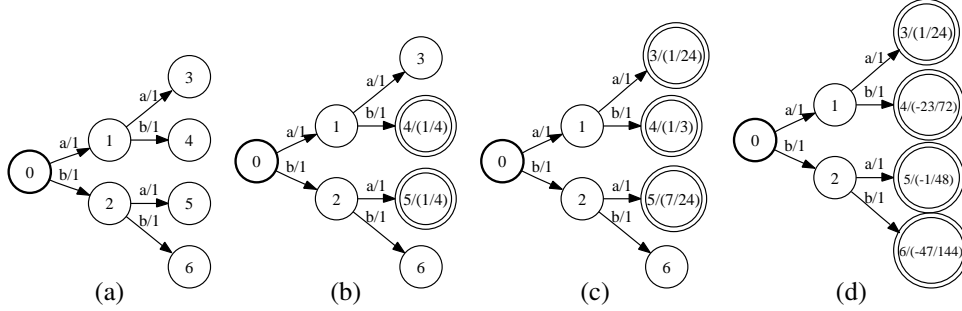 0
a/1
b/1
1
2
a/1
b/1
a/1
b/1
3
4
5
6
(a)
0
a/1
b/1
1
2
a/1
b/1
a/1
b/1
3
4/(1/4)
5/(1/4)
6
(b)
0
a/1
b/1
1
2
a/1
b/1
a/1
b/1
3/(1/24)
4/(1/3)
5/(7/24)
6
(c)
0
a/1
b/1
1
2
a/1
b/1
a/1
b/1
3/(1/24)
4/(-23/72)
5/(-1/48)
6/(-47/144)
(d)